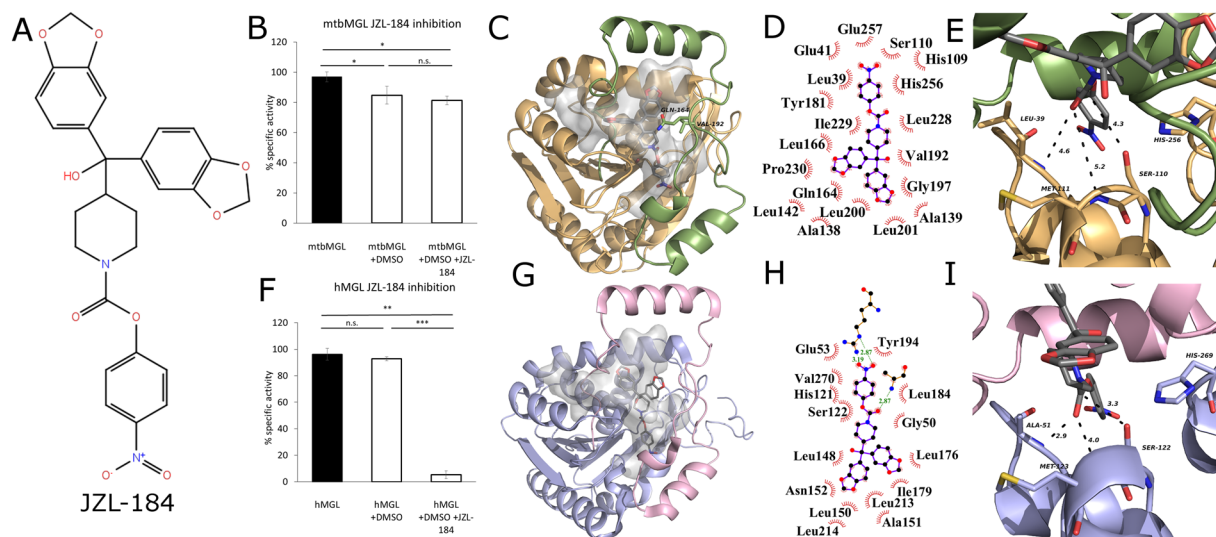 A
O
O
O
O
HO
N
O
O
N+
O-
O
JZL-184
B
mtbMGL JZL-184 inhibition
*
*
n.s.
% specific activity
120
100
80
60
40
20
0
mtbMGL
mtbMGL
+DMSO
mtbMGL
+DMSO +JZL-
184
C
GLN-164
VAL-192
D
Glu257
Glu41
Ser110
His109
Leu39
His256
Tyr181
Ile229
Leu228
Leu166
Val192
Pro230
Gln164
Gly197
Leu142
Leu200
Ala139
Ala138
Leu201
E
LEU-39
4.3
HIS-256
4.6
5.2
SER-110
MET-111
F
hMGL JZL-184 inhibition
**
n.s.
***
% specific activity
120
100
80
60
40
20
0
hMGL
hMGL
+DMSO
hMGL
+DMSO +JZL-
184
G
H
Glu53
2.87
Tyr194
3.19
Val270
His121
Leu184
2.87
Ser122
Gly50
Leu148
Leu176
Asn152
Ile179
Leu213
Leu150
Ala151
Leu214
I
HIS-269
3.3
ALA-51
2.9
4.0
SER-122
MET-123